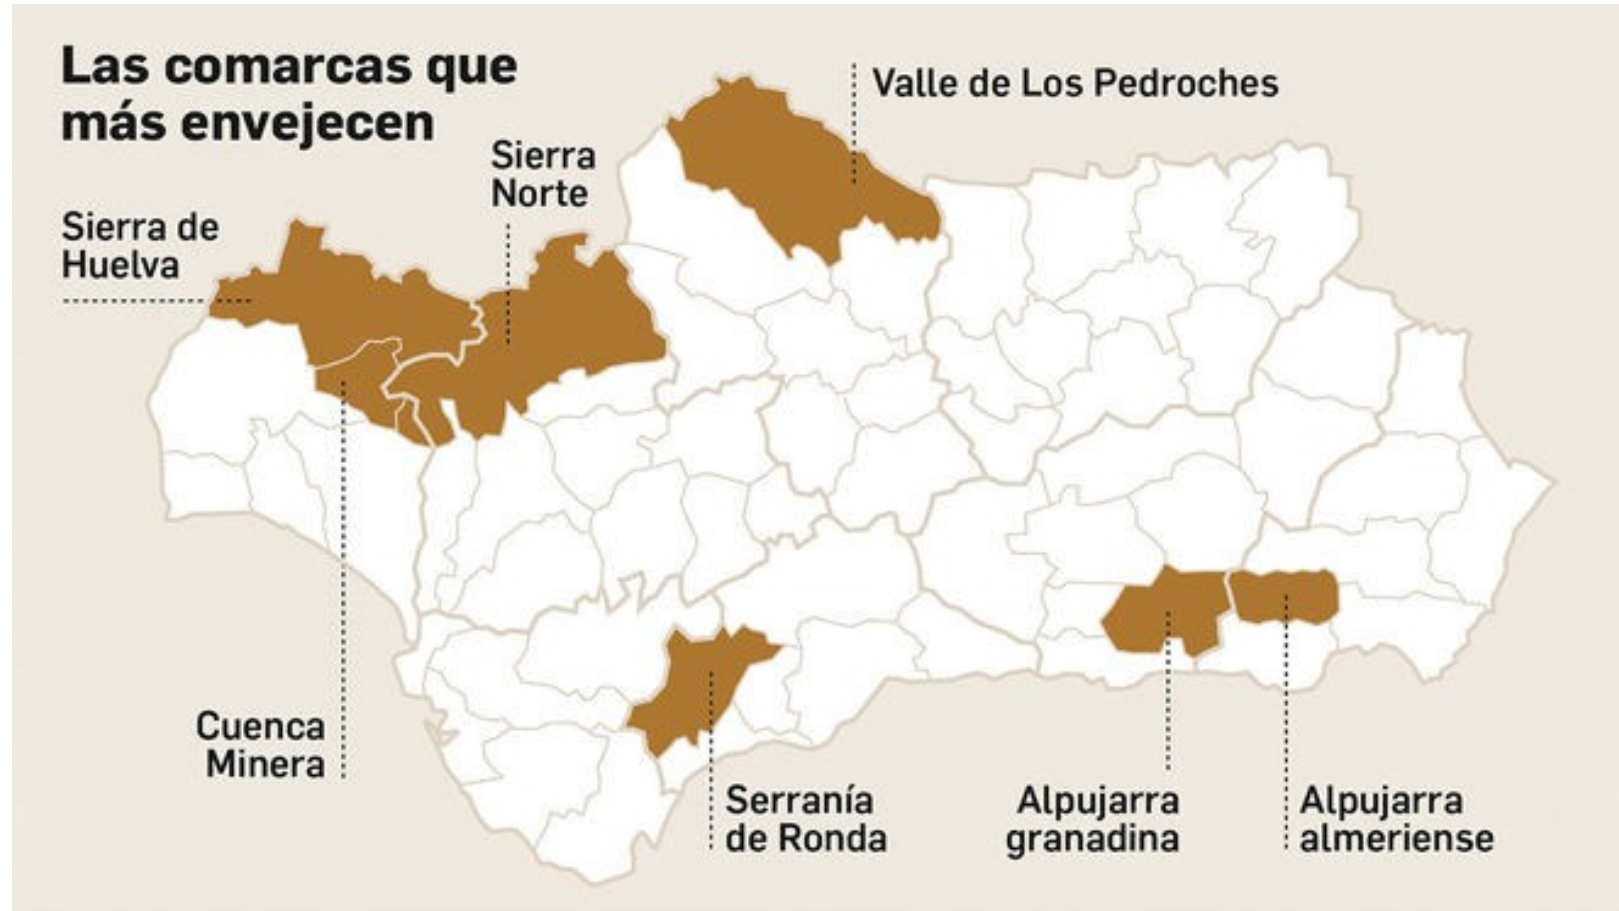 Las comarcas que
más envejecen
Valle de Los Pedroches
Sierra
Norte
Sierra de
Huelva
Cuenca
Minera
Serranía
de Ronda
Alpujarra
granadina
Alpujarra
almeriense